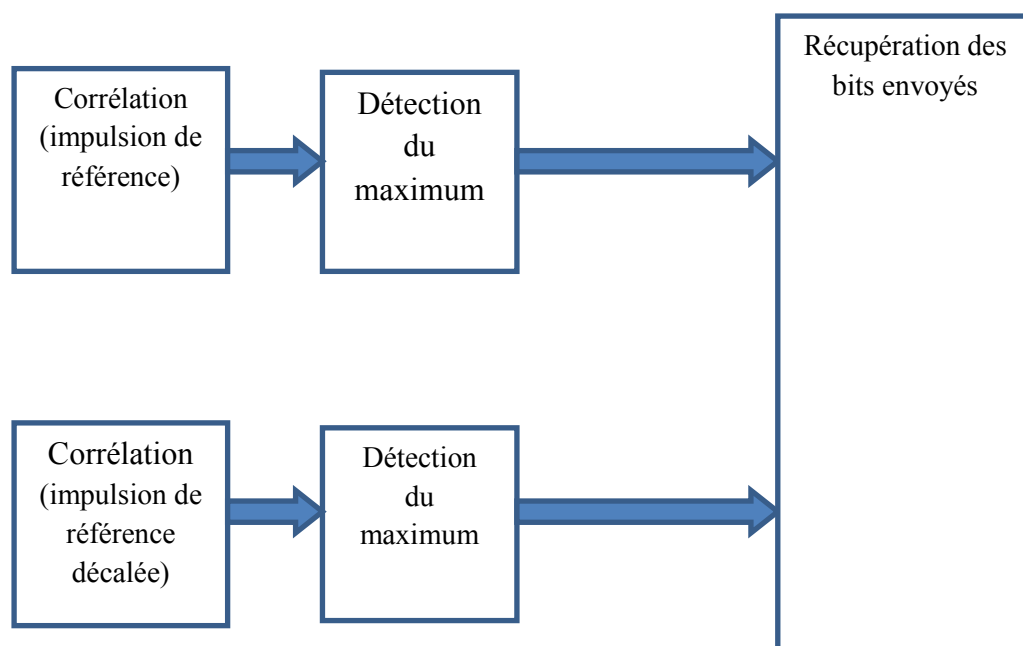 Corrélation
(impulsion de
référence)
Détection
du
maximum
Récupération des
bits envoyés
Corrélation
(impulsion de
référence
décalée)
Détection
du
maximum